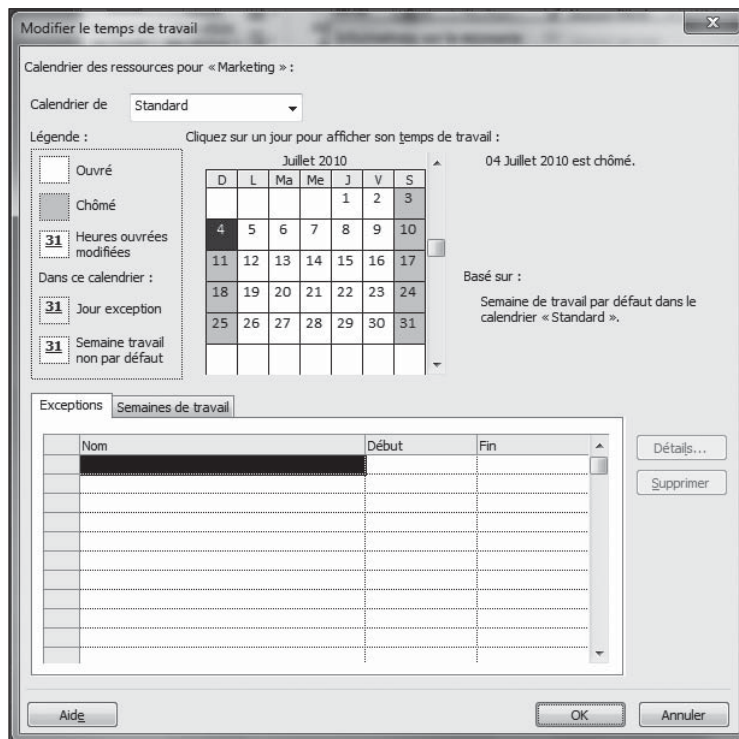 Modifier le temps de travail
X
Calendrier des ressources pour « Marketing » :
Calendrier de Standard
Légende :
Ouvré
Chômé
31 Heures ouvrées modifiées
Dans ce calendrier :
31 Jour exception
31 Semaine travail non par défaut
Cliquez sur un jour pour afficher son temps de travail :
Juillet 2010
D L Ma Me J V S
1 2 3
4 5 6 7 8 9 10
11 12 13 14 15 16 17
18 19 20 21 22 23 24
25 26 27 28 29 30 31
04 Juillet 2010 est chômé.
Basé sur :
Semaine de travail par défaut dans le
calendrier « Standard ».
Exceptions Semaines de travail
Nom Début Fin
Détails...
Supprimer
Aide OK Annuler